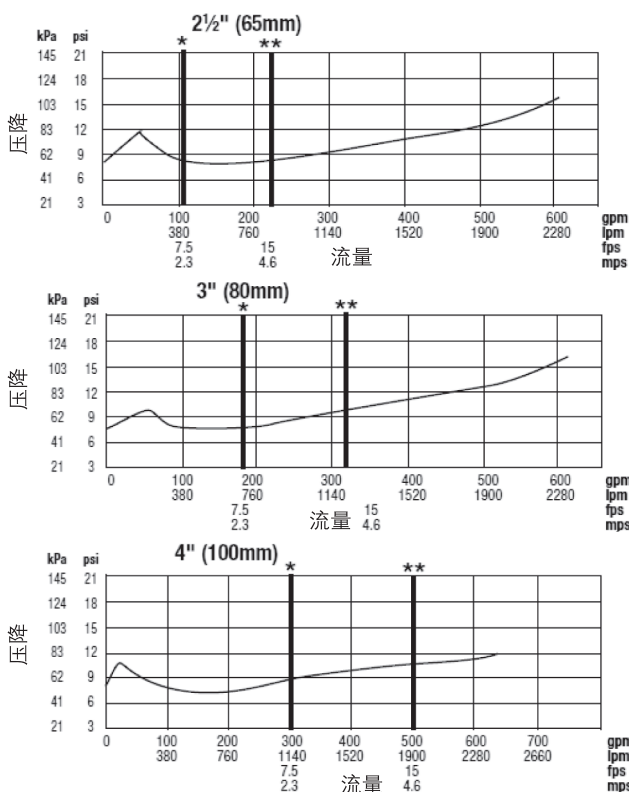 2½" (65mm)
* **
kPa psi
145 21
124 18
103 15
83 12
62 9
41 6
21 3
压降
0 100 200 300 400 500 600 gpm
380 760 1140 1520 1900 2280 lpm
7.5 15 fps
2.3 4.6 流量 mps
3" (80mm)
* **
kPa psi
145 21
124 18
103 15
83 12
62 9
41 6
21 3
压降
0 100 200 300 400 500 600 gpm
380 760 1140 1520 1900 2280 lpm
7.5 15 fps
2.3 流量 4.6 mps
4" (100mm)
* **
kPa psi
145 21
124 18
103 15
83 12
62 9
41 6
21 3
压降
0 100 200 300 400 500 600 700 gpm
380 760 1140 1520 1900 2280 2660 lpm
7.5 15 fps
2.3 流量 4.6 mps